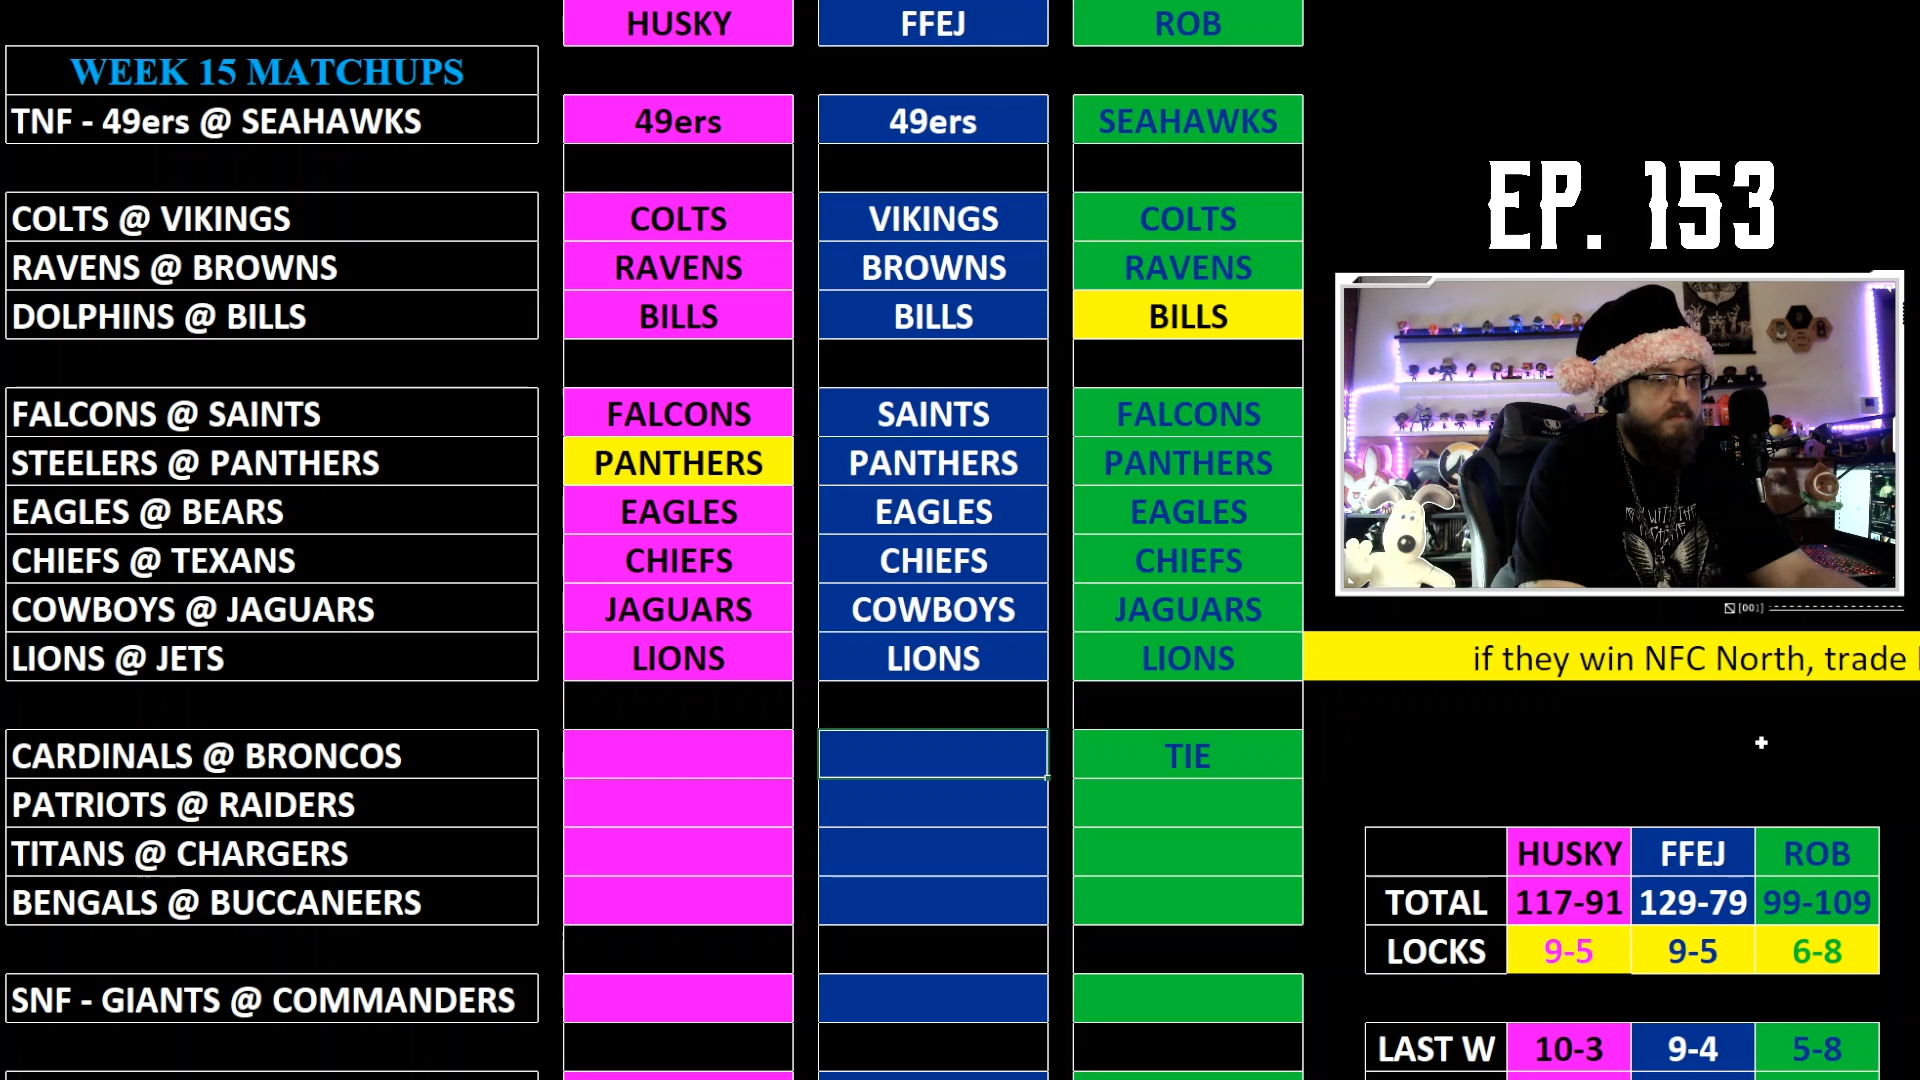 HUSKY FFEJ ROB
WEEK 15 MATCHUPS
TNF - 49ers @ SEAHAWKS 49ers 49ers SEAHAWKS
COLTS @ VIKINGS COLTS VIKINGS COLTS
RAVENS @ BROWNS RAVENS BROWNS RAVENS
DOLPHINS @ BILLS BILLS BILLS BILLS
FALCONS @ SAINTS FALCONS SAINTS FALCONS
STEELERS @ PANTHERS PANTHERS PANTHERS PANTHERS
EAGLES @ BEARS EAGLES EAGLES EAGLES
CHIEFS @ TEXANS CHIEFS CHIEFS CHIEFS
COWBOYS @ JAGUARS JAGUARS COWBOYS JAGUARS
LIONS @ JETS LIONS LIONS LIONS
CARDINALS @ BRONCOS TIE
PATRIOTS @ RAIDERS
TITANS @ CHARGERS
BENGALS @ BUCCANEERS
SNF - GIANTS @ COMMANDERS
EP. 153
[001]
if they win NFC North, trade
HUSKY FFEJ ROB
TOTAL 117-91 129-79 99-109
LOCKS 9-5 9-5 6-8
LAST W 10-3 9-4 5-8